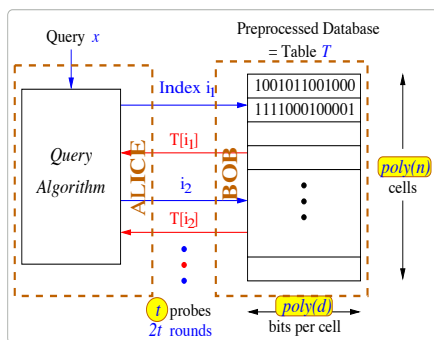 Query x
Preprocessed Database
= Table T
Index i₁
1001011001000
1111000100001
T[i₁]
Query
Algorithm
ALICE
BOB
i₂
T[i₂]
poly(n)
cells
t probes
2t rounds
poly(d)
bits per cell